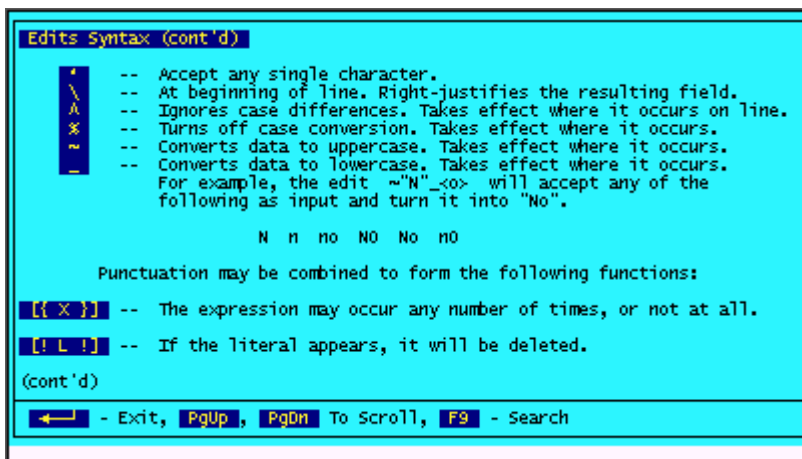 Edits Syntax (cont'd)
' -- Accept any single character.
\ -- At beginning of line. Right-justifies the resulting field.
^ -- Ignores case differences. Takes effect where it occurs on line.
% -- Turns off case conversion. Takes effect where it occurs.
~ -- Converts data to uppercase. Takes effect where it occurs.
_ -- Converts data to lowercase. Takes effect where it occurs.
For example, the edit ~"N"_<o> will accept any of the
following as input and turn it into "No".
N n no NO No nO
Punctuation may be combined to form the following functions:
[{ X }] -- The expression may occur any number of times, or not at all.
[! L !] -- If the literal appears, it will be deleted.
(cont'd)
- Exit, PgUp, PgDn To Scroll, F9 - Search